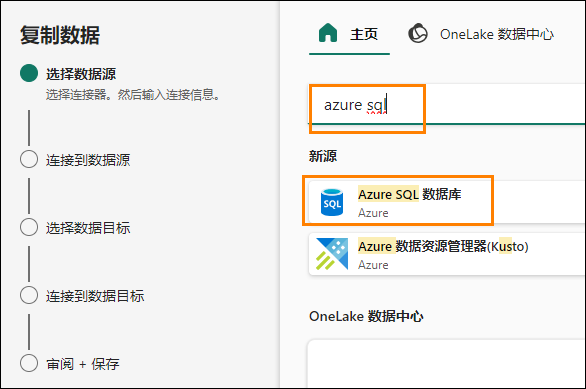 复制数据
选择数据源
选择连接器。然后输入连接信息。
连接到数据源
选择数据目标
连接到数据目标
审阅 + 保存
主页
OneLake 数据中心
azure sql
新源
SQL
Azure SQL 数据库
Azure
Azure 数据资源管理器(Kusto)
Azure
OneLake 数据中心